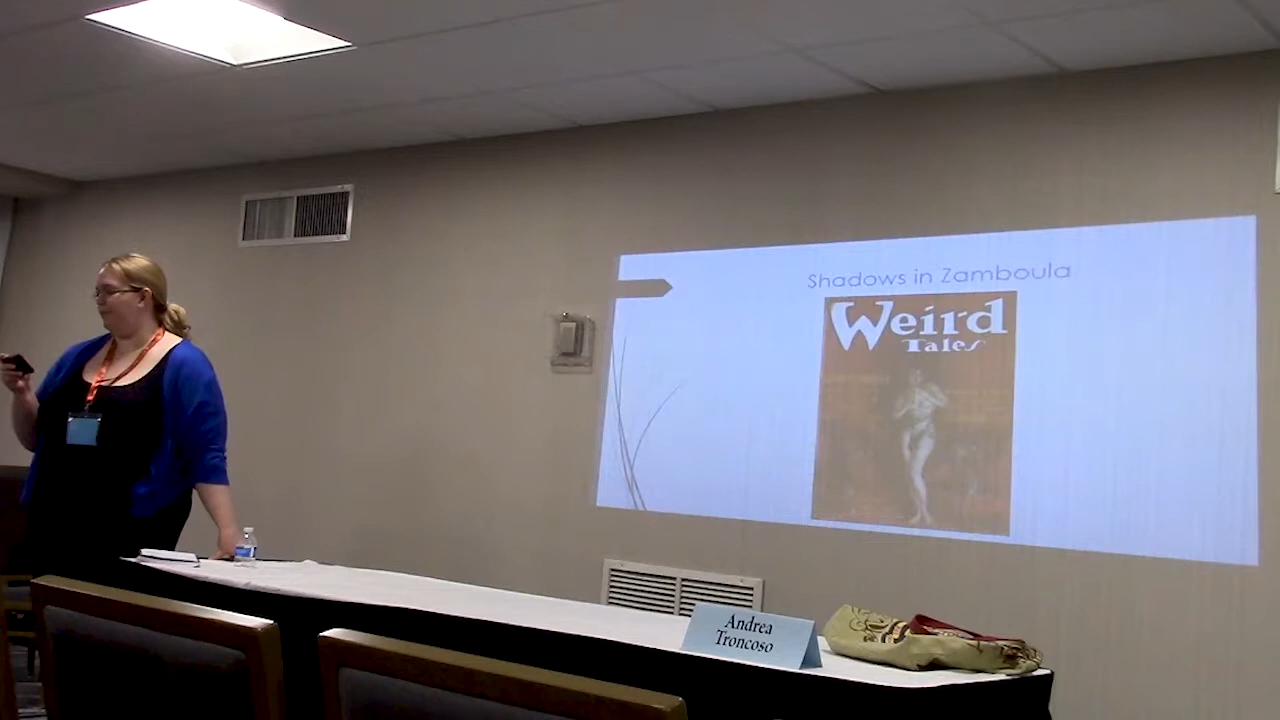 Shadows in Zamboula
Weird
Tales
Andrea
Troncoso